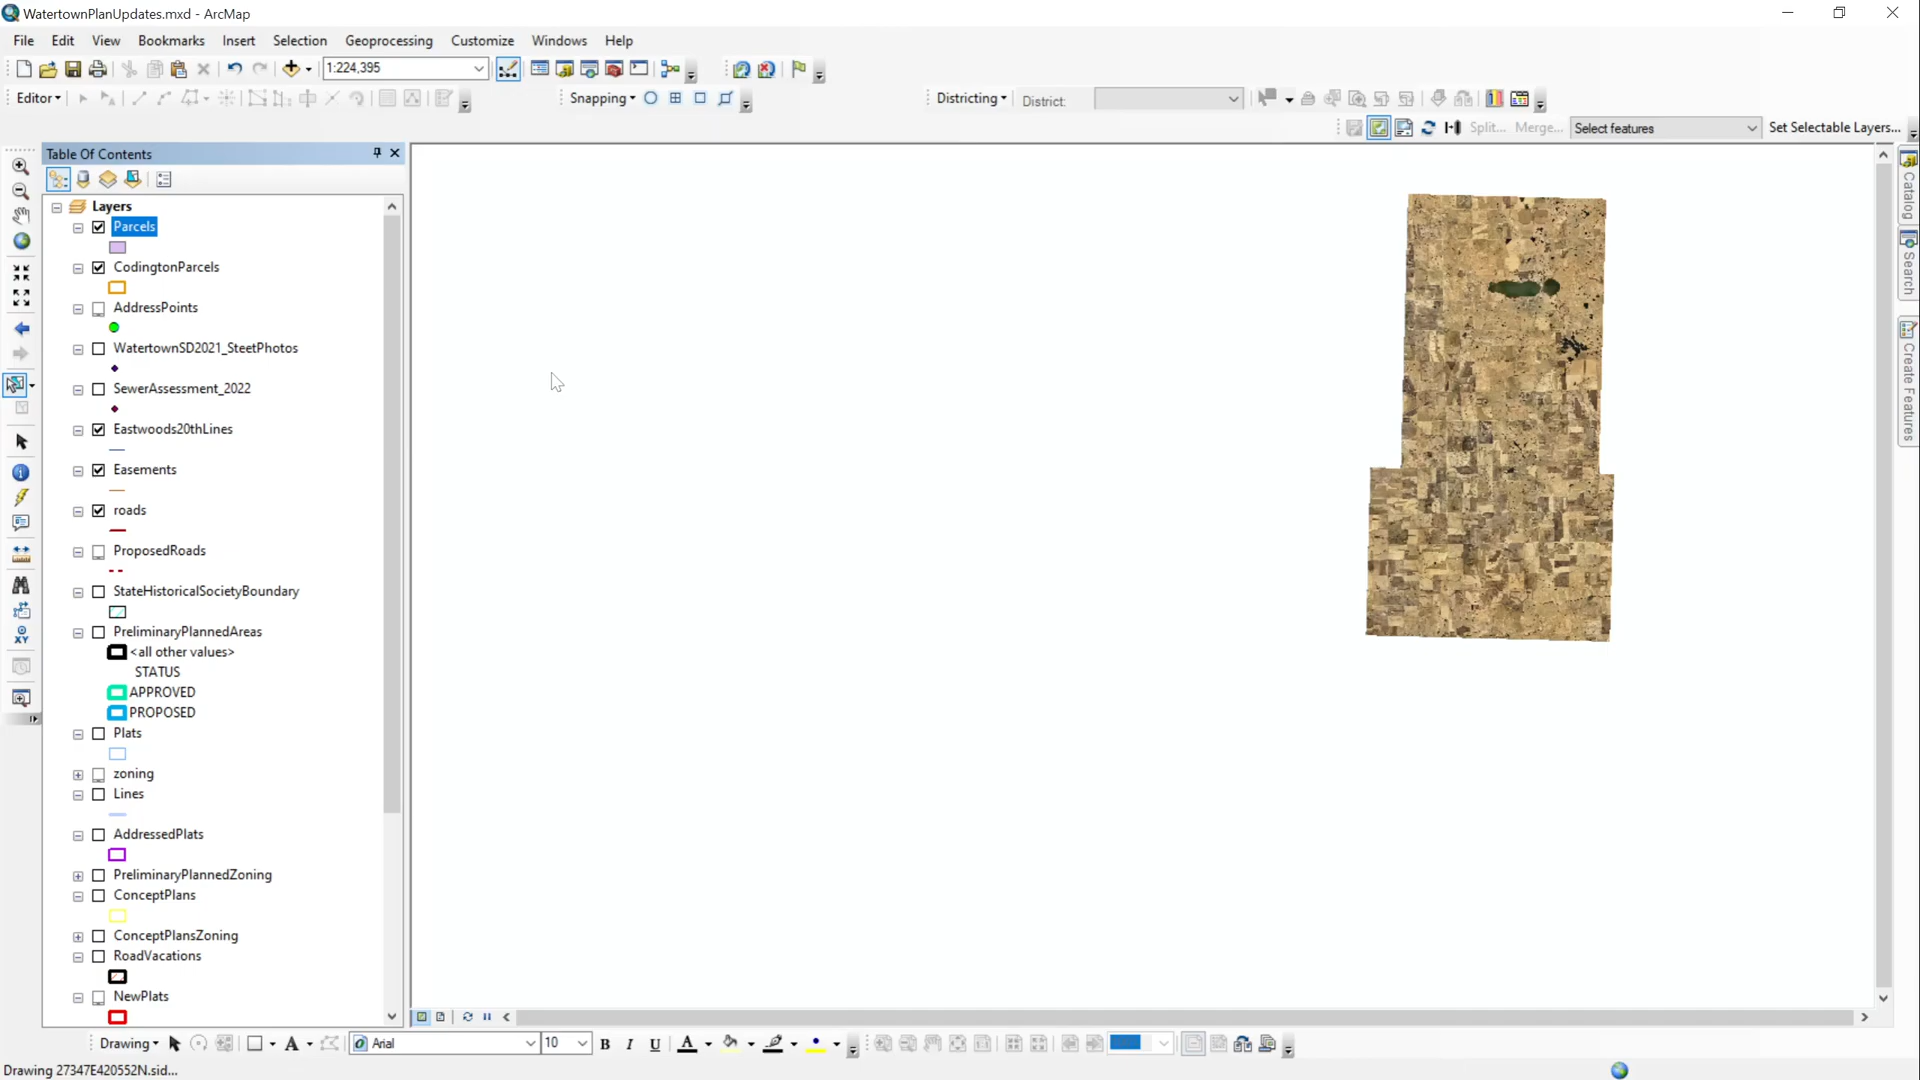 WatertownPlanUpdates.mxd - ArcMap
File Edit View Bookmarks Insert Selection Geoprocessing Customize Windows Help
1:224,395
Editor Snapping Districting District:
Split... Merge... Select features Set Selectable Layers...
Table Of Contents
Layers
Parcels
CodingtonParcels
AddressPoints
WatertownSD2021_SteetPhotos
SewerAssessment_2022
Eastwoods20thLines
Easements
roads
ProposedRoads
StateHistoricalSocietyBoundary
PreliminaryPlannedAreas
<all other values>
STATUS
APPROVED
PROPOSED
Plats
zoning
Lines
AddressedPlats
PreliminaryPlannedZoning
ConceptPlans
ConceptPlansZoning
RoadVacations
NewPlats
Catalog
Search
Create Features
XY
Drawing A Arial 10 B I U A
Drawing 27347E420552N.sid...